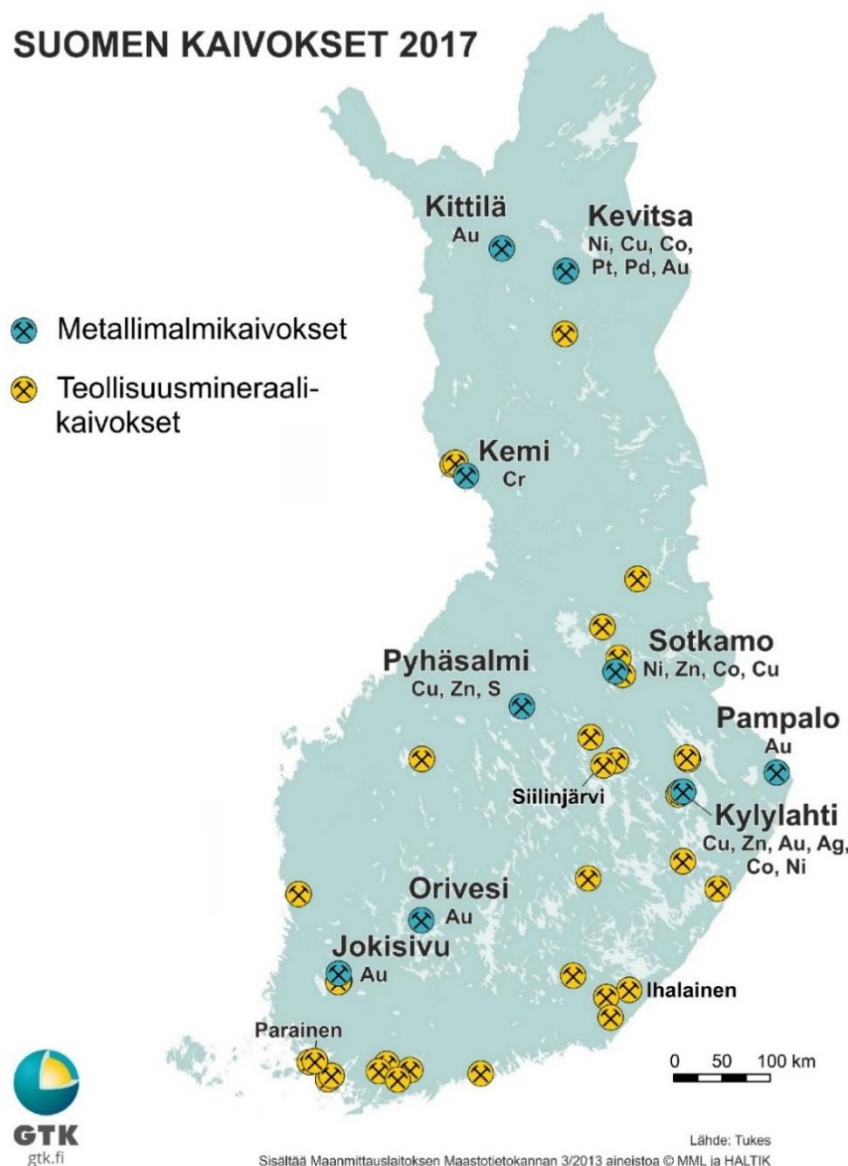 SUOMEN KAIVOKSET 2017
Kittilä
Au
Kevitsa
Ni, Cu, Co,
Pt, Pd, Au
Metallimalmikaivokset
Teollisuusmineraali-
kaivokset
Kemi
Cr
Sotkamo
Ni, Zn, Co, Cu
Pyhäsalmi
Cu, Zn, S
Pampalo
Au
Siilinjärvi
Kylylahti
Cu, Zn, Au, Ag,
Co, Ni
Orivesi
Au
Jokisivu
Au
Ihalainen
Parainen
0 50 100 km
GTK
gtk.fi
Lähde: Tukes
Sisältää Maanmittauslaitoksen Maastotietokannan 3/2013 aineistoa © MML ja HALTIK